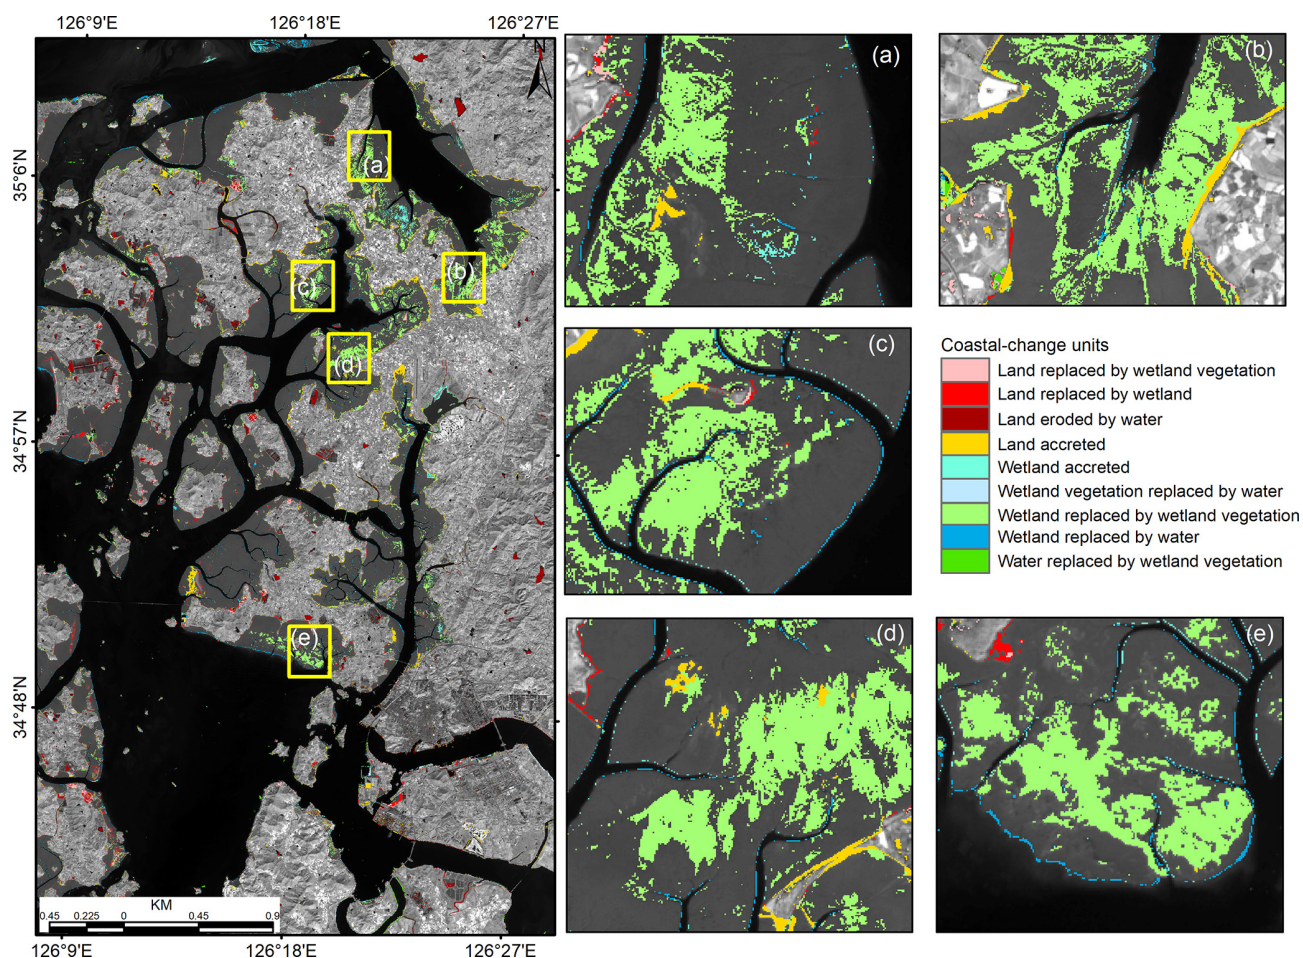 126°9'E
126°18'E
126°27'E
N
35°6'N
34°57'N
34°48'N
(a)
(b)
(c)
(d)
(e)
KM
0.45 0.225 0 0.45 0.9
126°9'E
126°18'E
126°27'E
(a)
(b)
(c)
Coastal-change units
Land replaced by wetland vegetation
Land replaced by wetland
Land eroded by water
Land accreted
Wetland accreted
Wetland vegetation replaced by water
Wetland replaced by wetland vegetation
Wetland replaced by water
Water replaced by wetland vegetation
(d)
(e)